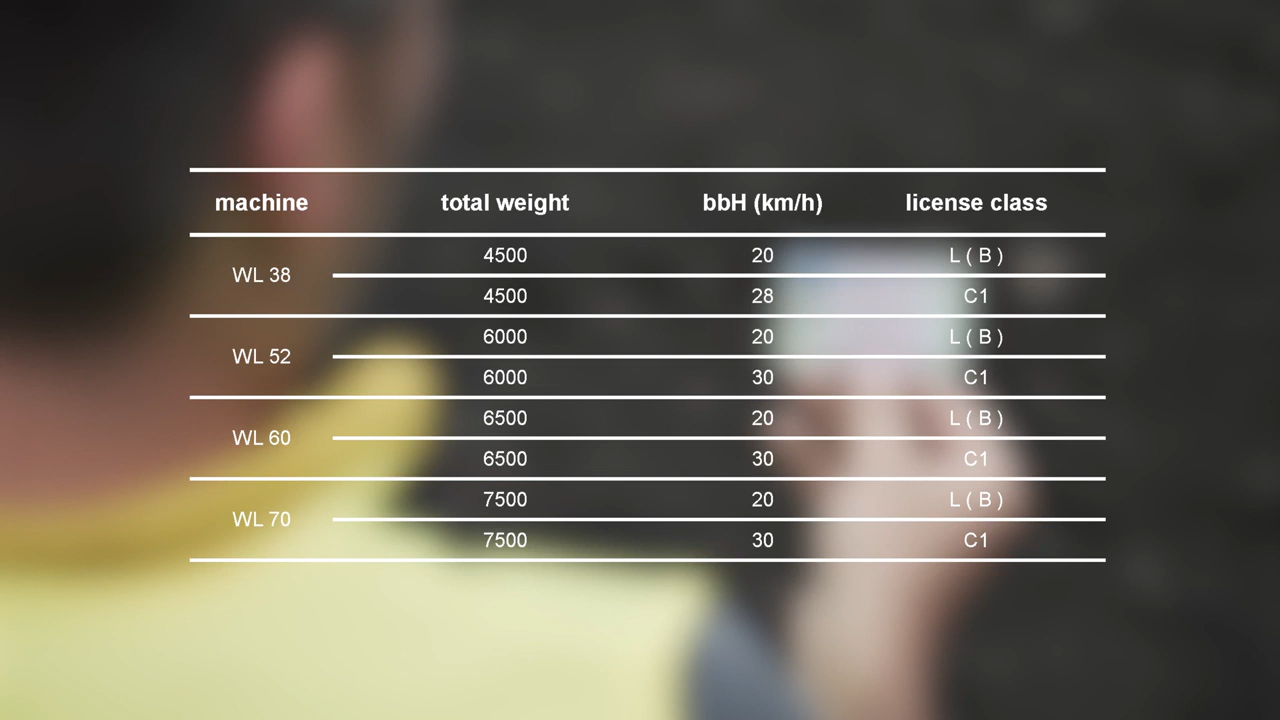 machine total weight bbH (km/h) license class
WL 38 4500 20 L ( B )
4500 28 C1
WL 52 6000 20 L ( B )
6000 30 C1
WL 60 6500 20 L ( B )
6500 30 C1
WL 70 7500 20 L ( B )
7500 30 C1